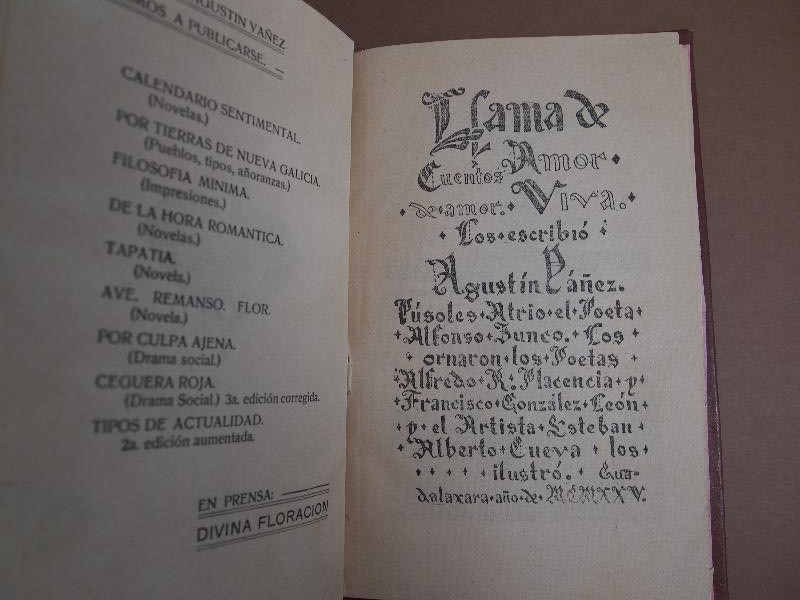 AGUSTIN YAÑEZ
A PUBLICARSE.
CALENDARIO SENTIMENTAL.
(Novelas.)
POR TIERRAS DE NUEVA GALICIA.
(Pueblos, tipos, añoranzas.)
FILOSOFIA MINIMA.
(Impresiones.)
DE LA HORA ROMANTICA.
(Novelas.)
TAPATIA.
(Novela.)
AVE. REMANSO. FLOR.
(Novela.)
POR CULPA AJENA.
(Drama social.)
CEGUERA ROJA.
(Drama Social.) 3a. edición corregida.
TIPOS DE ACTUALIDAD.
2a. edición aumentada.
EN PRENSA:
DIVINA FLORACION
Llama de
Amor
Cuentos
de amor. Viva.
Los escribió
Agustín Yáñez.
Púsoles Atrio el Poeta
Alfonso Junco. Los
ornaron los Poetas
Alfredo R. Placencia y
Francisco González León
y el Artista Esteban
Alberto Cueva los
ilustró. Gua-
dalaxara año de MCMXXV.